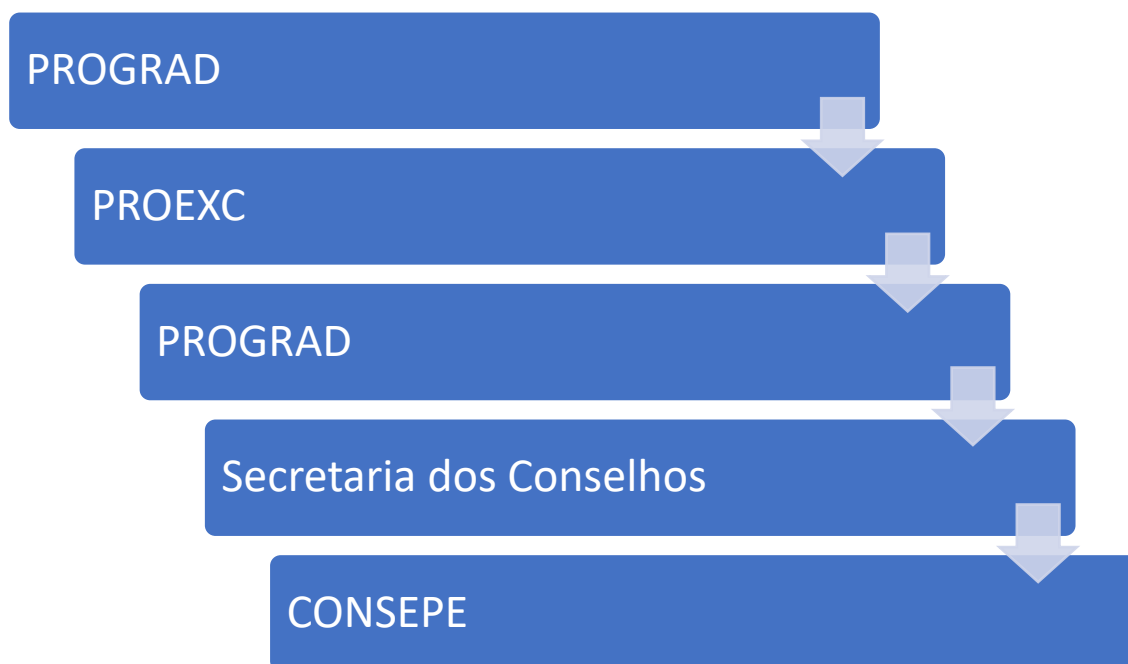 PROGRAD
PROEXC
PROGRAD
Secretaria dos Conselhos
CONSEPE